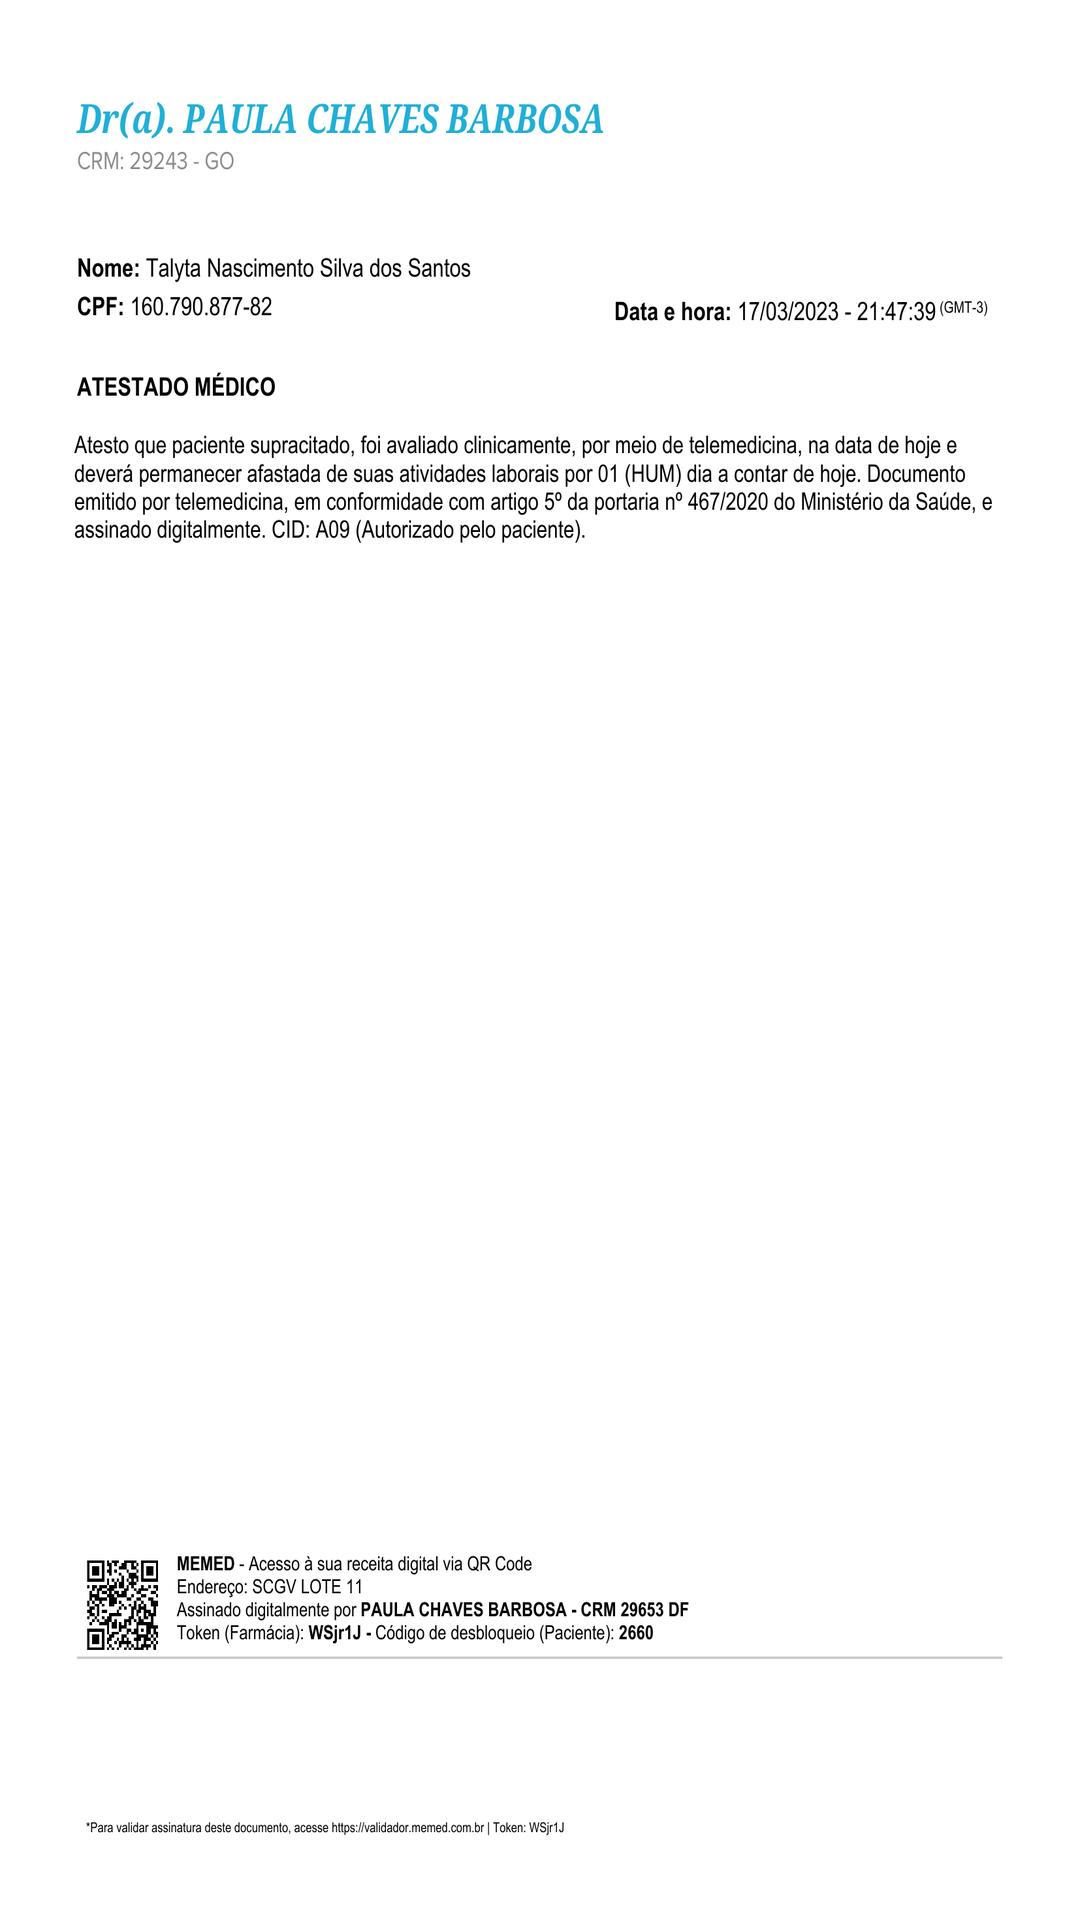 Dr(a). PAULA CHAVES BARBOSA
CRM: 29243 - GO
Nome: Talyta Nascimento Silva dos Santos
CPF: 160.790.877-82
Data e hora: 17/03/2023 - 21:47:39 (GMT-3)
ATESTADO MÉDICO
Atesto que paciente supracitado, foi avaliado clinicamente, por meio de telemedicina, na data de hoje e
deverá permanecer afastada de suas atividades laborais por 01 (HUM) dia a contar de hoje. Documento
emitido por telemedicina, em conformidade com artigo 5º da portaria nº 467/2020 do Ministério da Saúde, e
assinado digitalmente. CID: A09 (Autorizado pelo paciente).
MEMED - Acesso à sua receita digital via QR Code
Endereço: SCGV LOTE 11
Assinado digitalmente por PAULA CHAVES BARBOSA - CRM 29653 DF
Token (Farmácia): WSjr1J - Código de desbloqueio (Paciente): 2660
*Para validar assinatura deste documento, acesse https://validador.memed.com.br | Token: WSjr1J